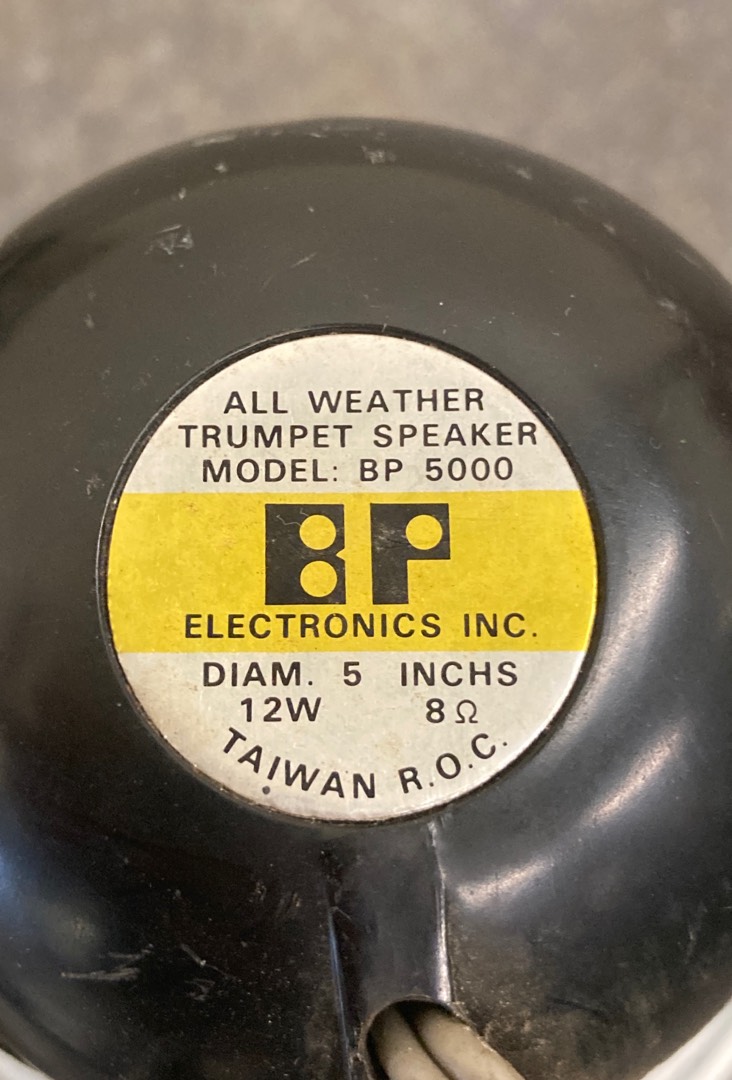 ALL WEATHER
TRUMPET SPEAKER
MODEL: BP 5000
BP
ELECTRONICS INC.
DIAM. 5 INCHS
12W 8Ω
TAIWAN R.O.C.